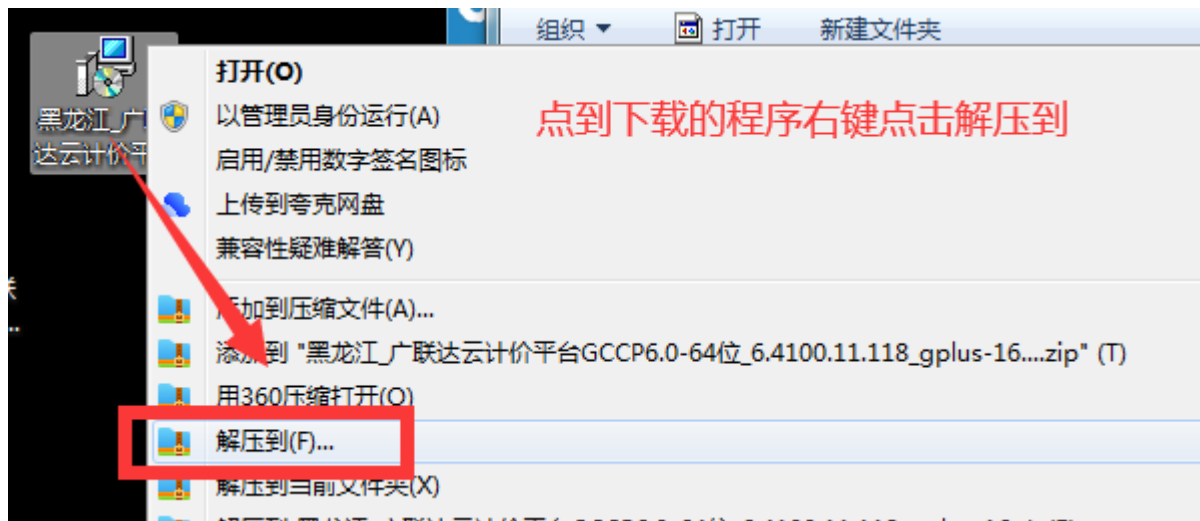 组织 打开 新建文件夹
黑龙江_广
达云计价平
打开(O)
以管理员身份运行(A)
点到下载的程序右键点击解压到
启用/禁用数字签名图标
上传到夸克网盘
兼容性疑难解答(Y)
添加到压缩文件(A)...
添加到 "黑龙江_广联达云计价平台GCCP6.0-64位_6.4100.11.118_gplus-16....zip" (T)
用360压缩打开(Q)
解压到(F)...
解压到当前文件夹(X)